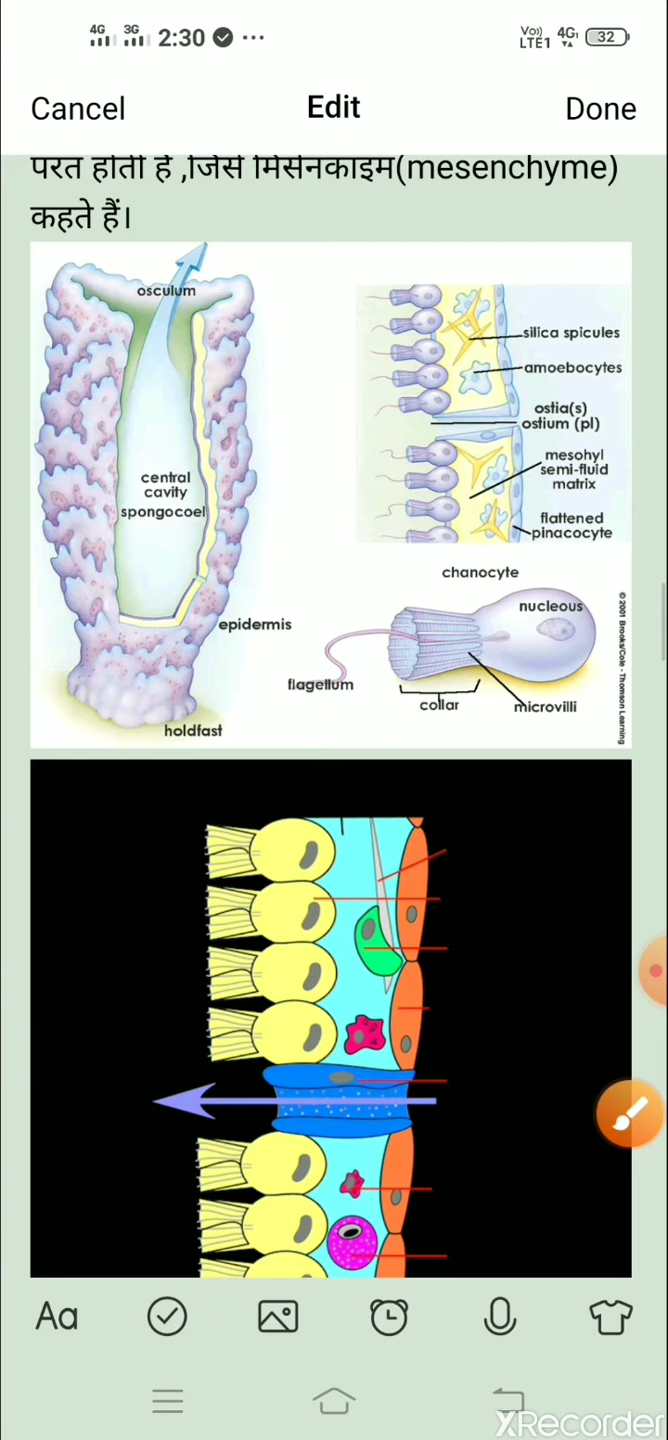 4G 3G 2:30 ... Vo)) LTE1 4G 32
Cancel Edit Done
परत होती है ,जिसे मिसेनकाइम(mesenchyme)
कहते हैं।
osculum
central
cavity
spongocoel
epidermis
holdfast
silica spicules
amoebocytes
ostia(s)
ostium (pl)
mesohyl
semi-fluid
matrix
flattened
pinacocyte
chanocyte
nucleous
flagellum
collar
microvilli
© 2001 Brooks/Cole - Thomson Learning
Aa
XRecorder